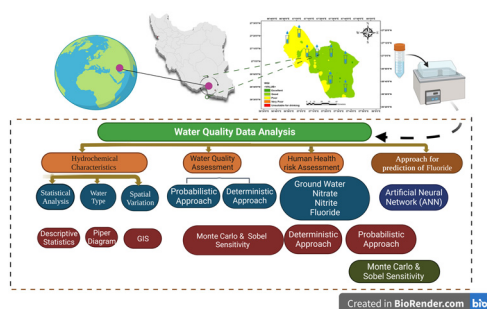 Water Quality Data Analysis
Hydrochemical
Characteristics
Water Quality
Assessment
Human Health
risk Assessment
Approach for
prediction of Fluoride
Statistical
Analysis
Water
Type
Spatial
Variation
Probabilistic
Approach
Deterministic
Approach
Ground Water
Nitrate
Nitrite
Fluoride
Artificial Neural
Network (ANN)
Descriptive
Statistics
Piper
Diagram
GIS
Monte Carlo & Sobel
Sensitivity
Deterministic
Approach
Probabilistic
Approach
Monte Carlo &
Sobel Sensitivity
Created in BioRender.com
bio